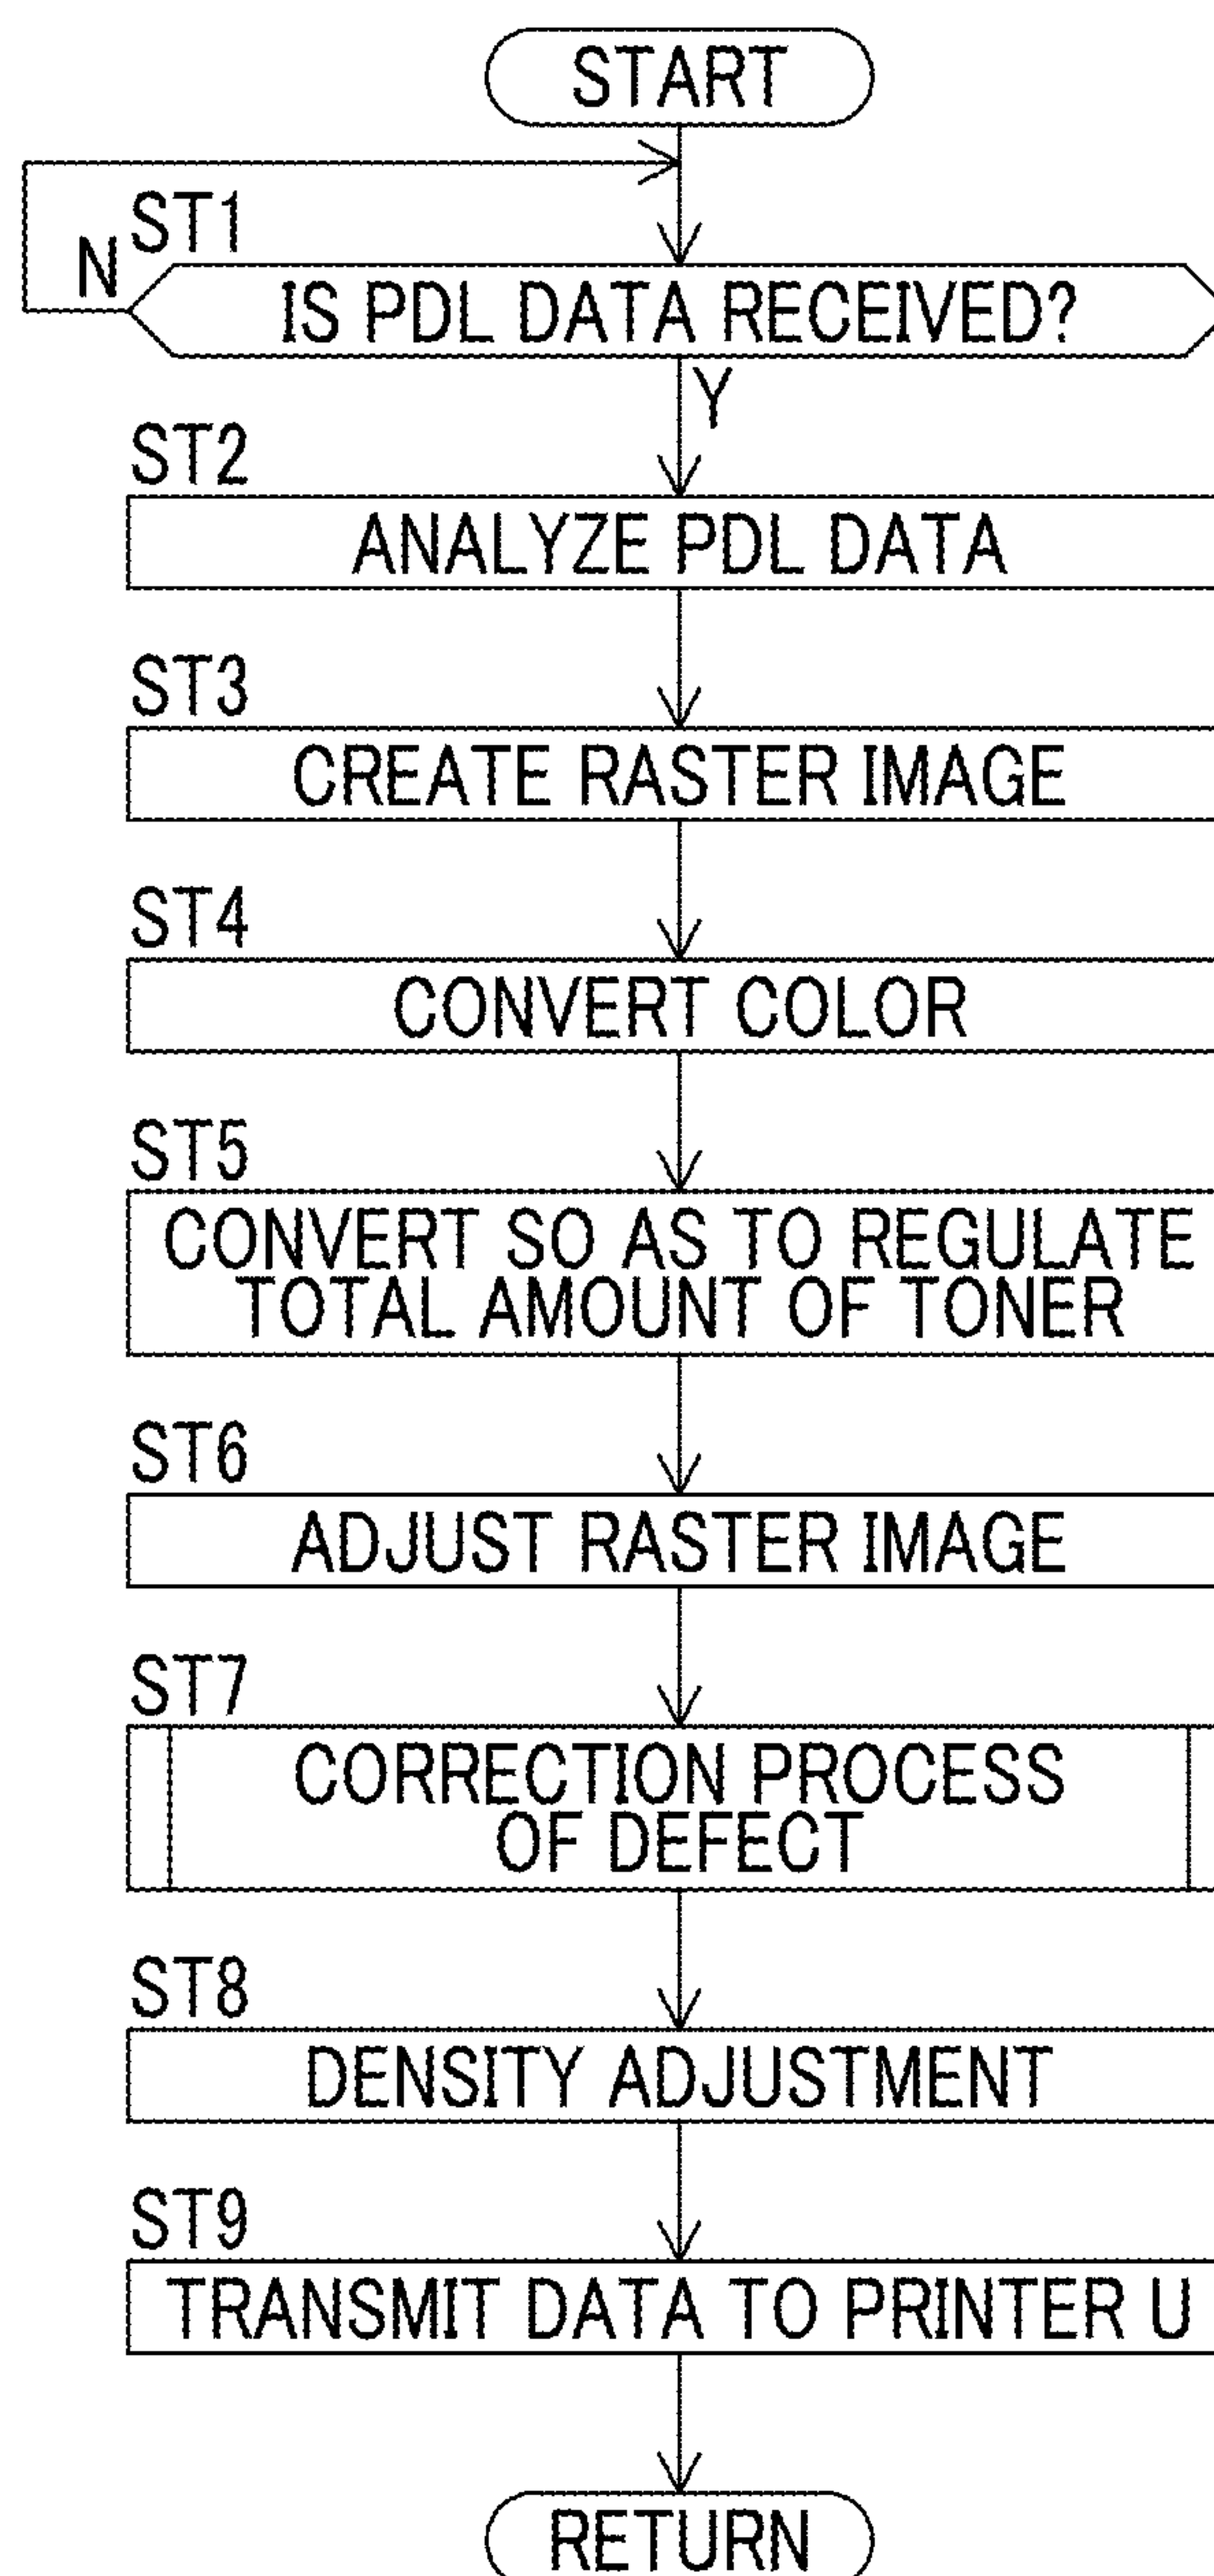 START
ST1
N
IS PDL DATA RECEIVED?
Y
ST2
ANALYZE PDL DATA
ST3
CREATE RASTER IMAGE
ST4
CONVERT COLOR
ST5
CONVERT SO AS TO REGULATE
TOTAL AMOUNT OF TONER
ST6
ADJUST RASTER IMAGE
ST7
CORRECTION PROCESS
OF DEFECT
ST8
DENSITY ADJUSTMENT
ST9
TRANSMIT DATA TO PRINTER U
RETURN